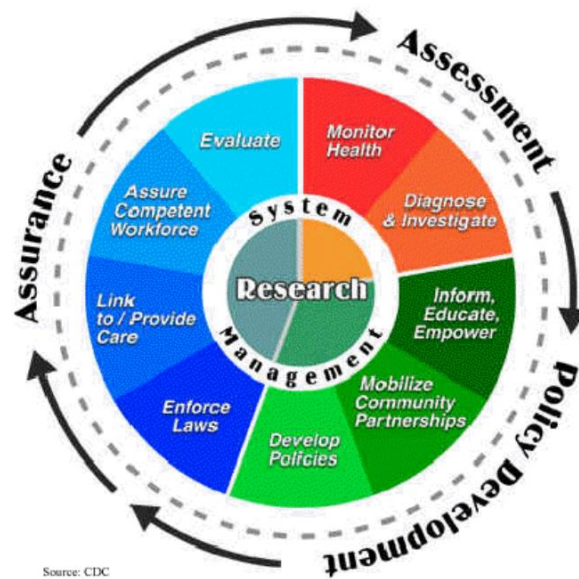 Assessment
Policy Development
Assurance
Monitor
Health
Diagnose
& Investigate
Inform,
Educate,
Empower
Mobilize
Community
Partnerships
Develop
Policies
Enforce
Laws
Link
to / Provide
Care
Assure
Competent
Workforce
Evaluate
System
Management
Research
Source: CDC